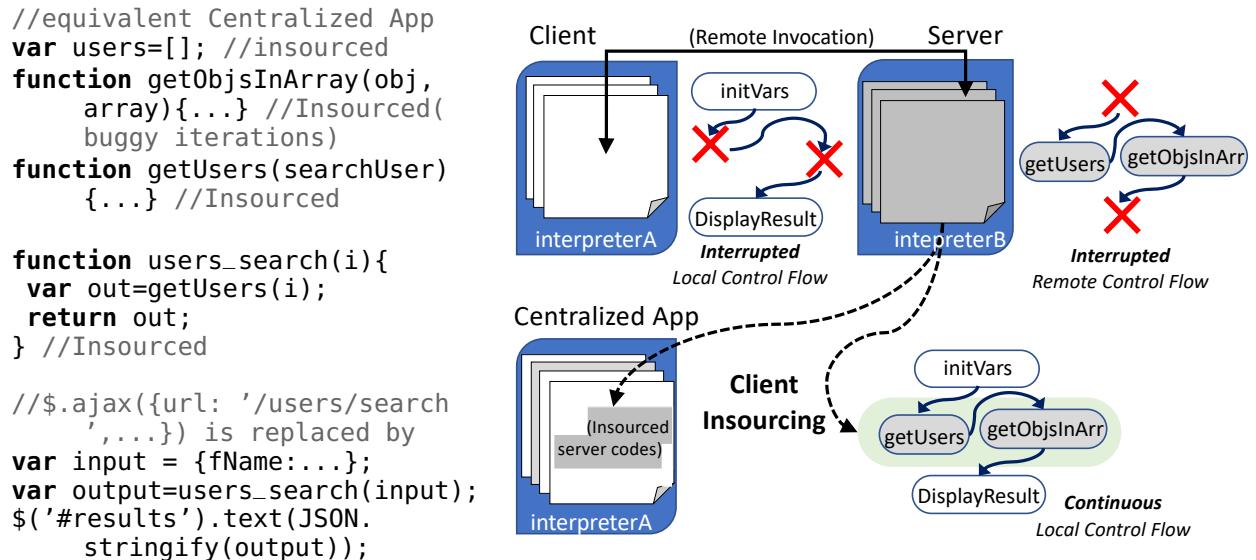 //equivalent Centralized App
var users=[]; //insourced
function getObjsInArray(obj,
array){...} //Insourced(
buggy iterations)
function getUsers(searchUser)
{...} //Insourced
function users_search(i){
var out=getUsers(i);
return out;
} //Insourced
//$.ajax({url: ’/users/search
’,...}) is replaced by
var input = {fName:...};
var output=users_search(input);
$(’#results’).text(JSON.
stringify(output));
Client
(Remote Invocation)
Server
interpreterA
initVars
DisplayResult
Interrupted
Local Control Flow
intepreterB
getUsers
getObjsInArr
Interrupted
Remote Control Flow
Centralized App
(Insourced
server codes)
interpreterA
Client
Insourcing
initVars
getUsers
getObjsInArr
DisplayResult
Continuous
Local Control Flow